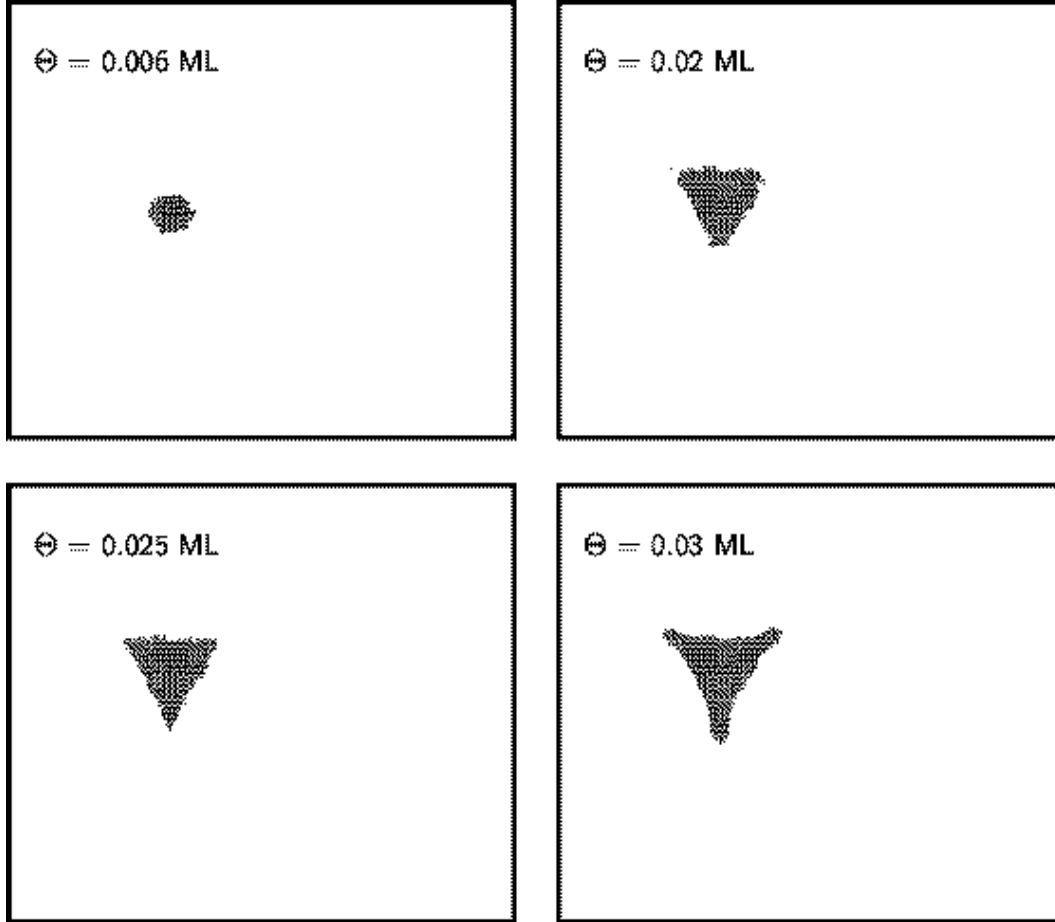 Θ = 0.006 ML
Θ = 0.02 ML
Θ = 0.025 ML
Θ = 0.03 ML